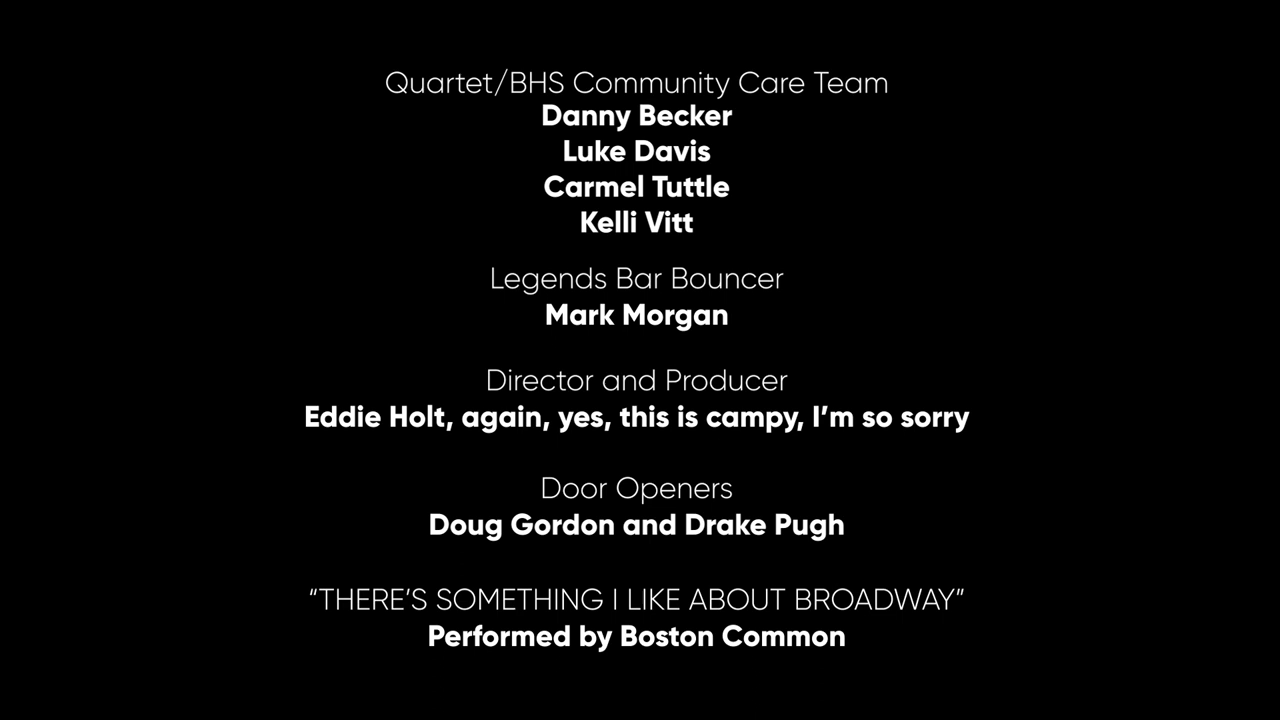 Quartet/BHS Community Care Team
Danny Becker
Luke Davis
Carmel Tuttle
Kelli Vitt
Legends Bar Bouncer
Mark Morgan
Director and Producer
Eddie Holt, again, yes, this is campy, I’m so sorry
Door Openers
Doug Gordon and Drake Pugh
“THERE’S SOMETHING I LIKE ABOUT BROADWAY”
Performed by Boston Common